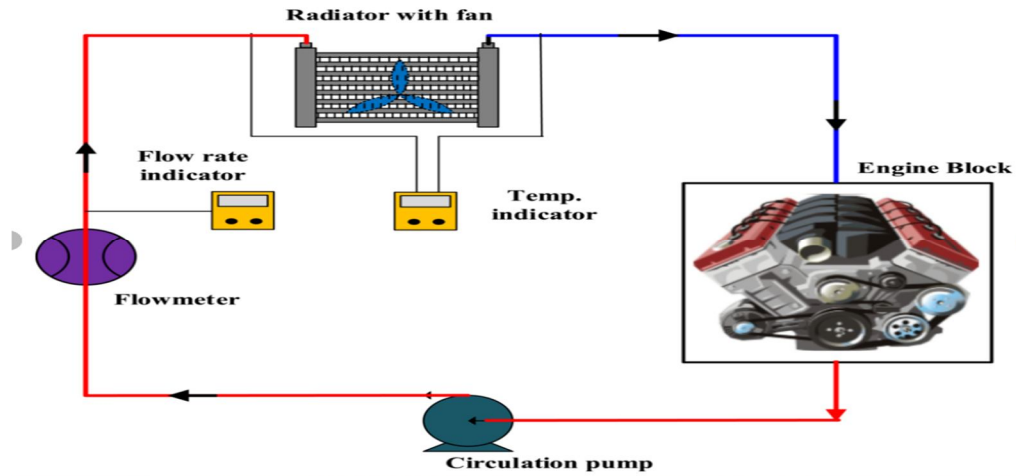 Radiator with fan
Flow rate
indicator
Engine Block
Temp.
indicator
Flowmeter
Circulation pump